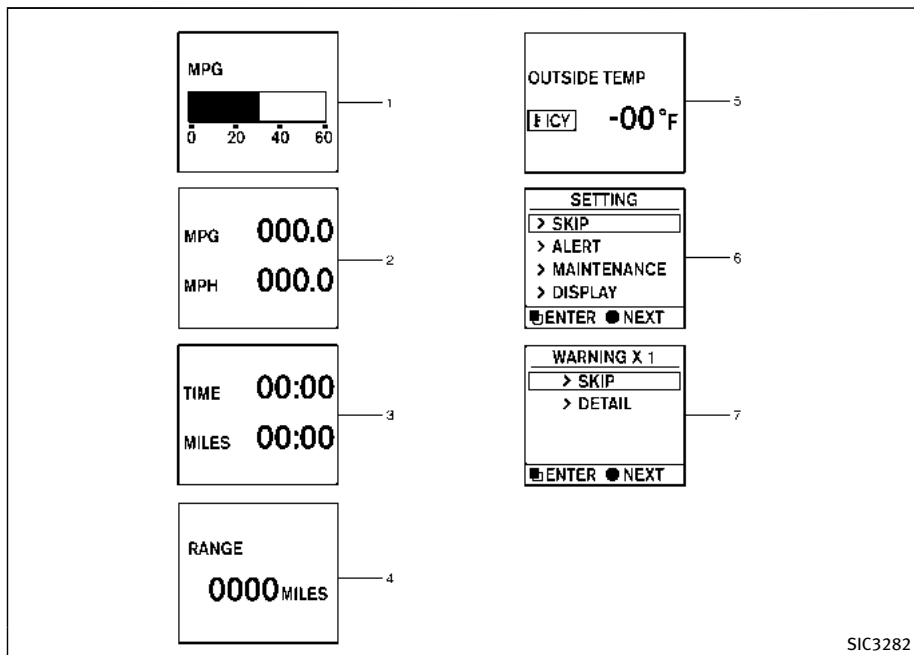 MPG
0 20 40 60
1
MPG 000.0
MPH 000.0
2
TIME 00:00
MILES 00:00
3
RANGE
0000 MILES
4
OUTSIDE TEMP
ICY -00°F
5
SETTING
> SKIP
> ALERT
> MAINTENANCE
> DISPLAY
ENTER NEXT
6
WARNING X 1
> SKIP
> DETAIL
ENTER NEXT
7
SIC3282